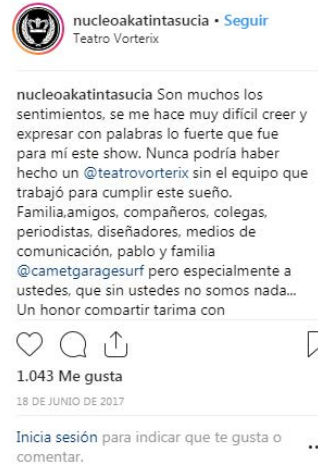 nucleoakatintasucia • Seguir
Teatro Vorterix
nucleoakatintasucia Son muchos los
sentimientos, se me hace muy difícil creer y
expresar con palabras lo fuerte que fue
para mí este show. Nunca podría haber
hecho un @teatrovorterix sin el equipo que
trabajó para cumplir este sueño.
Familia,amigos, compañeros, colegas,
periodistas, diseñadores, medios de
comunicación, pablo y familia
@cametgaragesurf pero especialmente a
ustedes, que sin ustedes no somos nada...
Un honor compartir tarima con
1.043 Me gusta
18 DE JUNIO DE 2017
Inicia sesión para indicar que te gusta o
comentar.